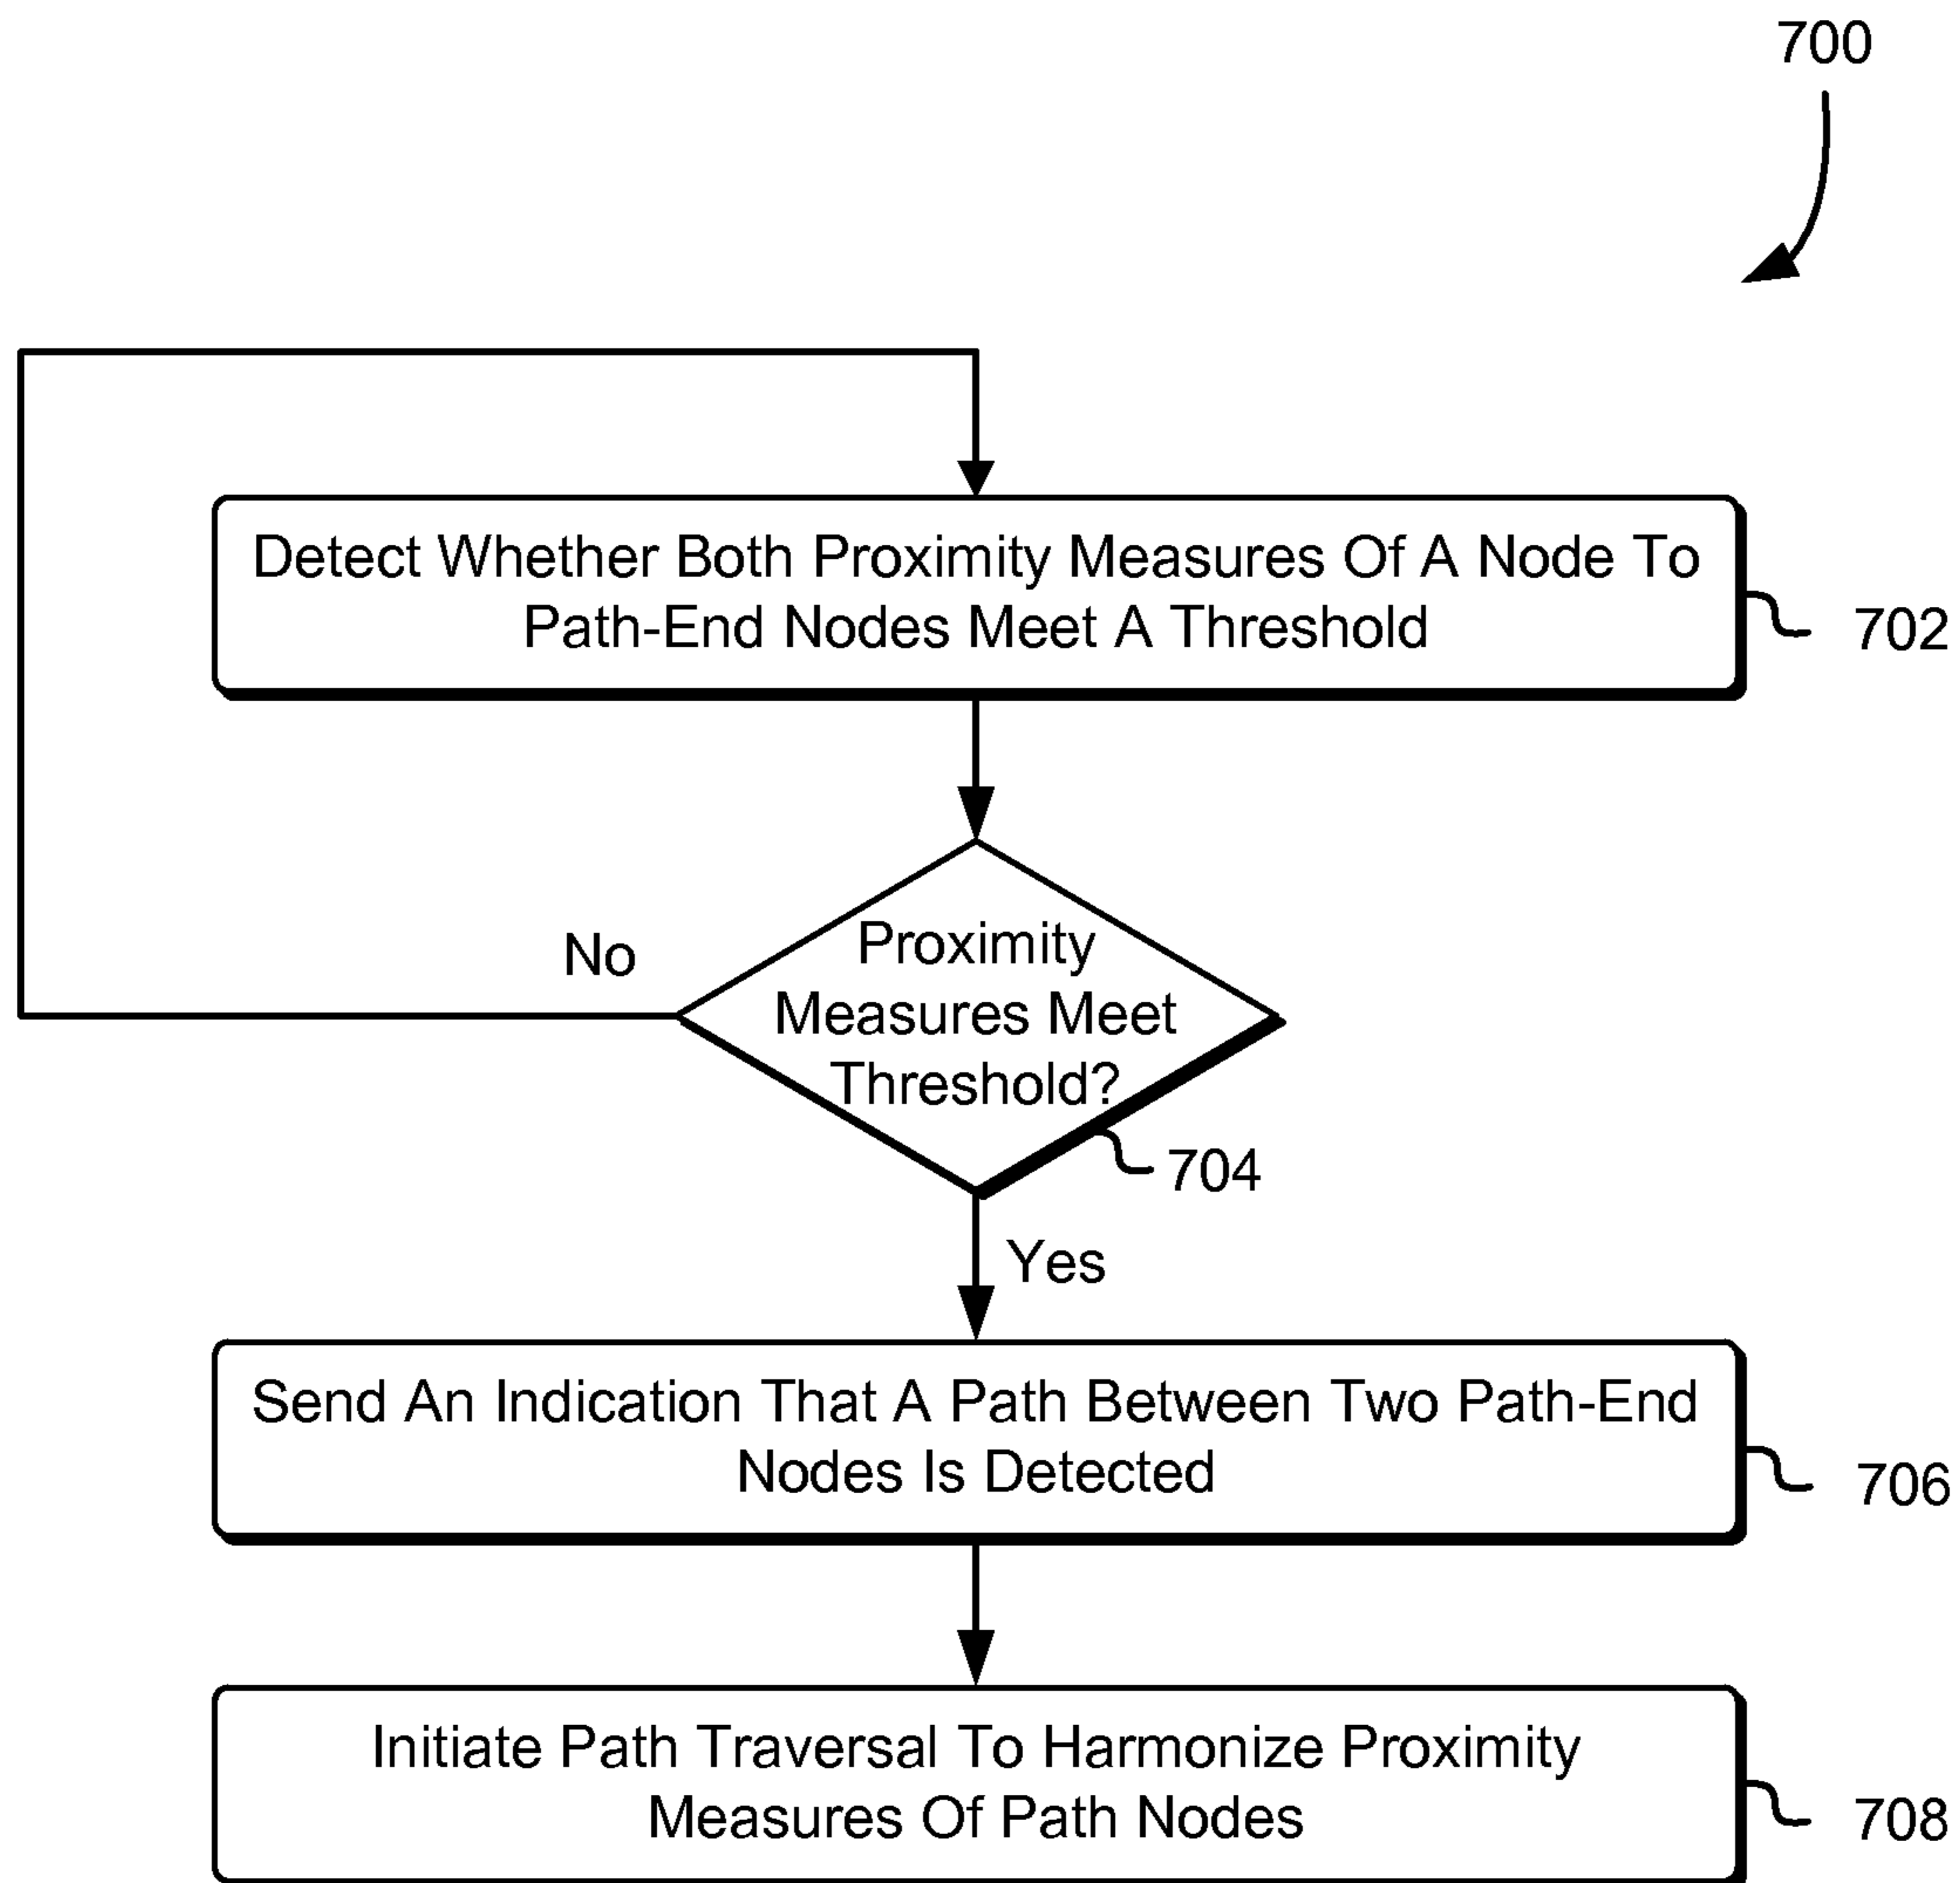 700
Detect Whether Both Proximity Measures Of A Node To
Path-End Nodes Meet A Threshold
702
No
Proximity
Measures Meet
Threshold?
704
Yes
Send An Indication That A Path Between Two Path-End
Nodes Is Detected
706
Initiate Path Traversal To Harmonize Proximity
Measures Of Path Nodes
708